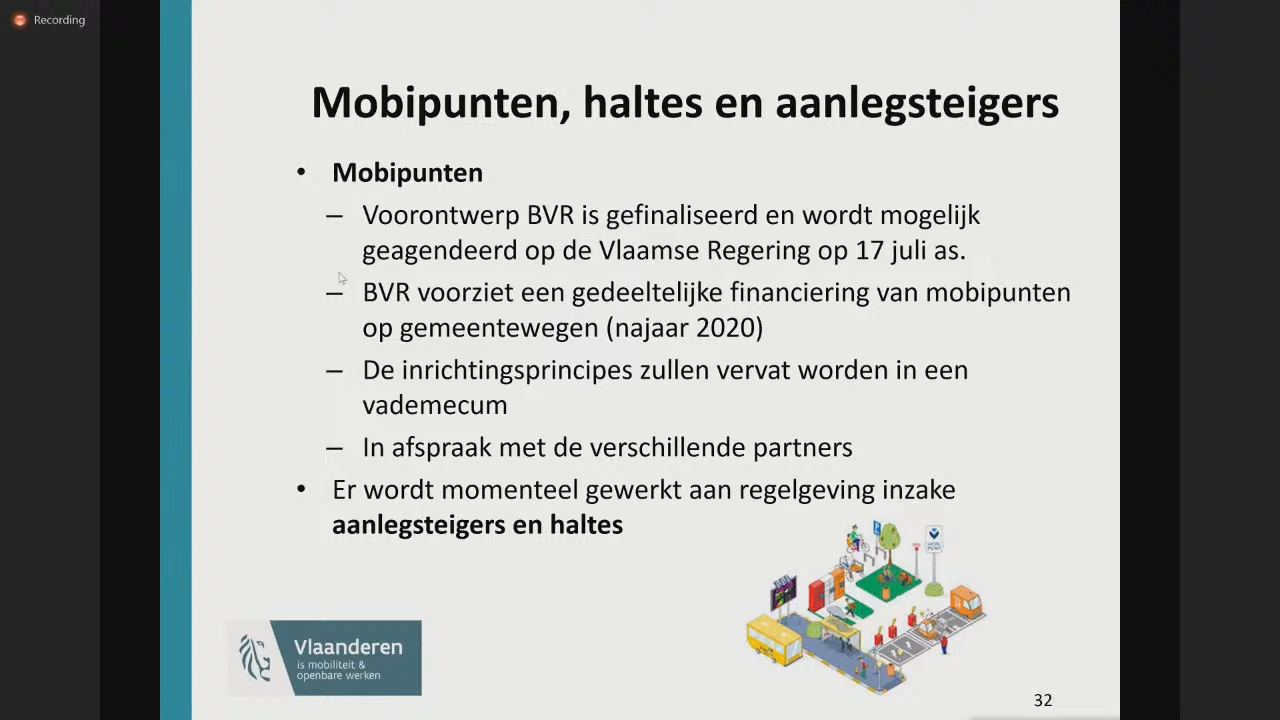 Recording
Mobipunten, haltes en aanlegsteigers
• Mobipunten
– Voorontwerp BVR is gefinaliseerd en wordt mogelijk
geagendeerd op de Vlaamse Regering op 17 juli as.
– BVR voorziet een gedeeltelijke financiering van mobipunten
op gemeentewegen (najaar 2020)
– De inrichtingsprincipes zullen vervat worden in een
vademecum
– In afspraak met de verschillende partners
• Er wordt momenteel gewerkt aan regelgeving inzake
aanlegsteigers en haltes
Vlaanderen
is mobiliteit &
openbare werken
32